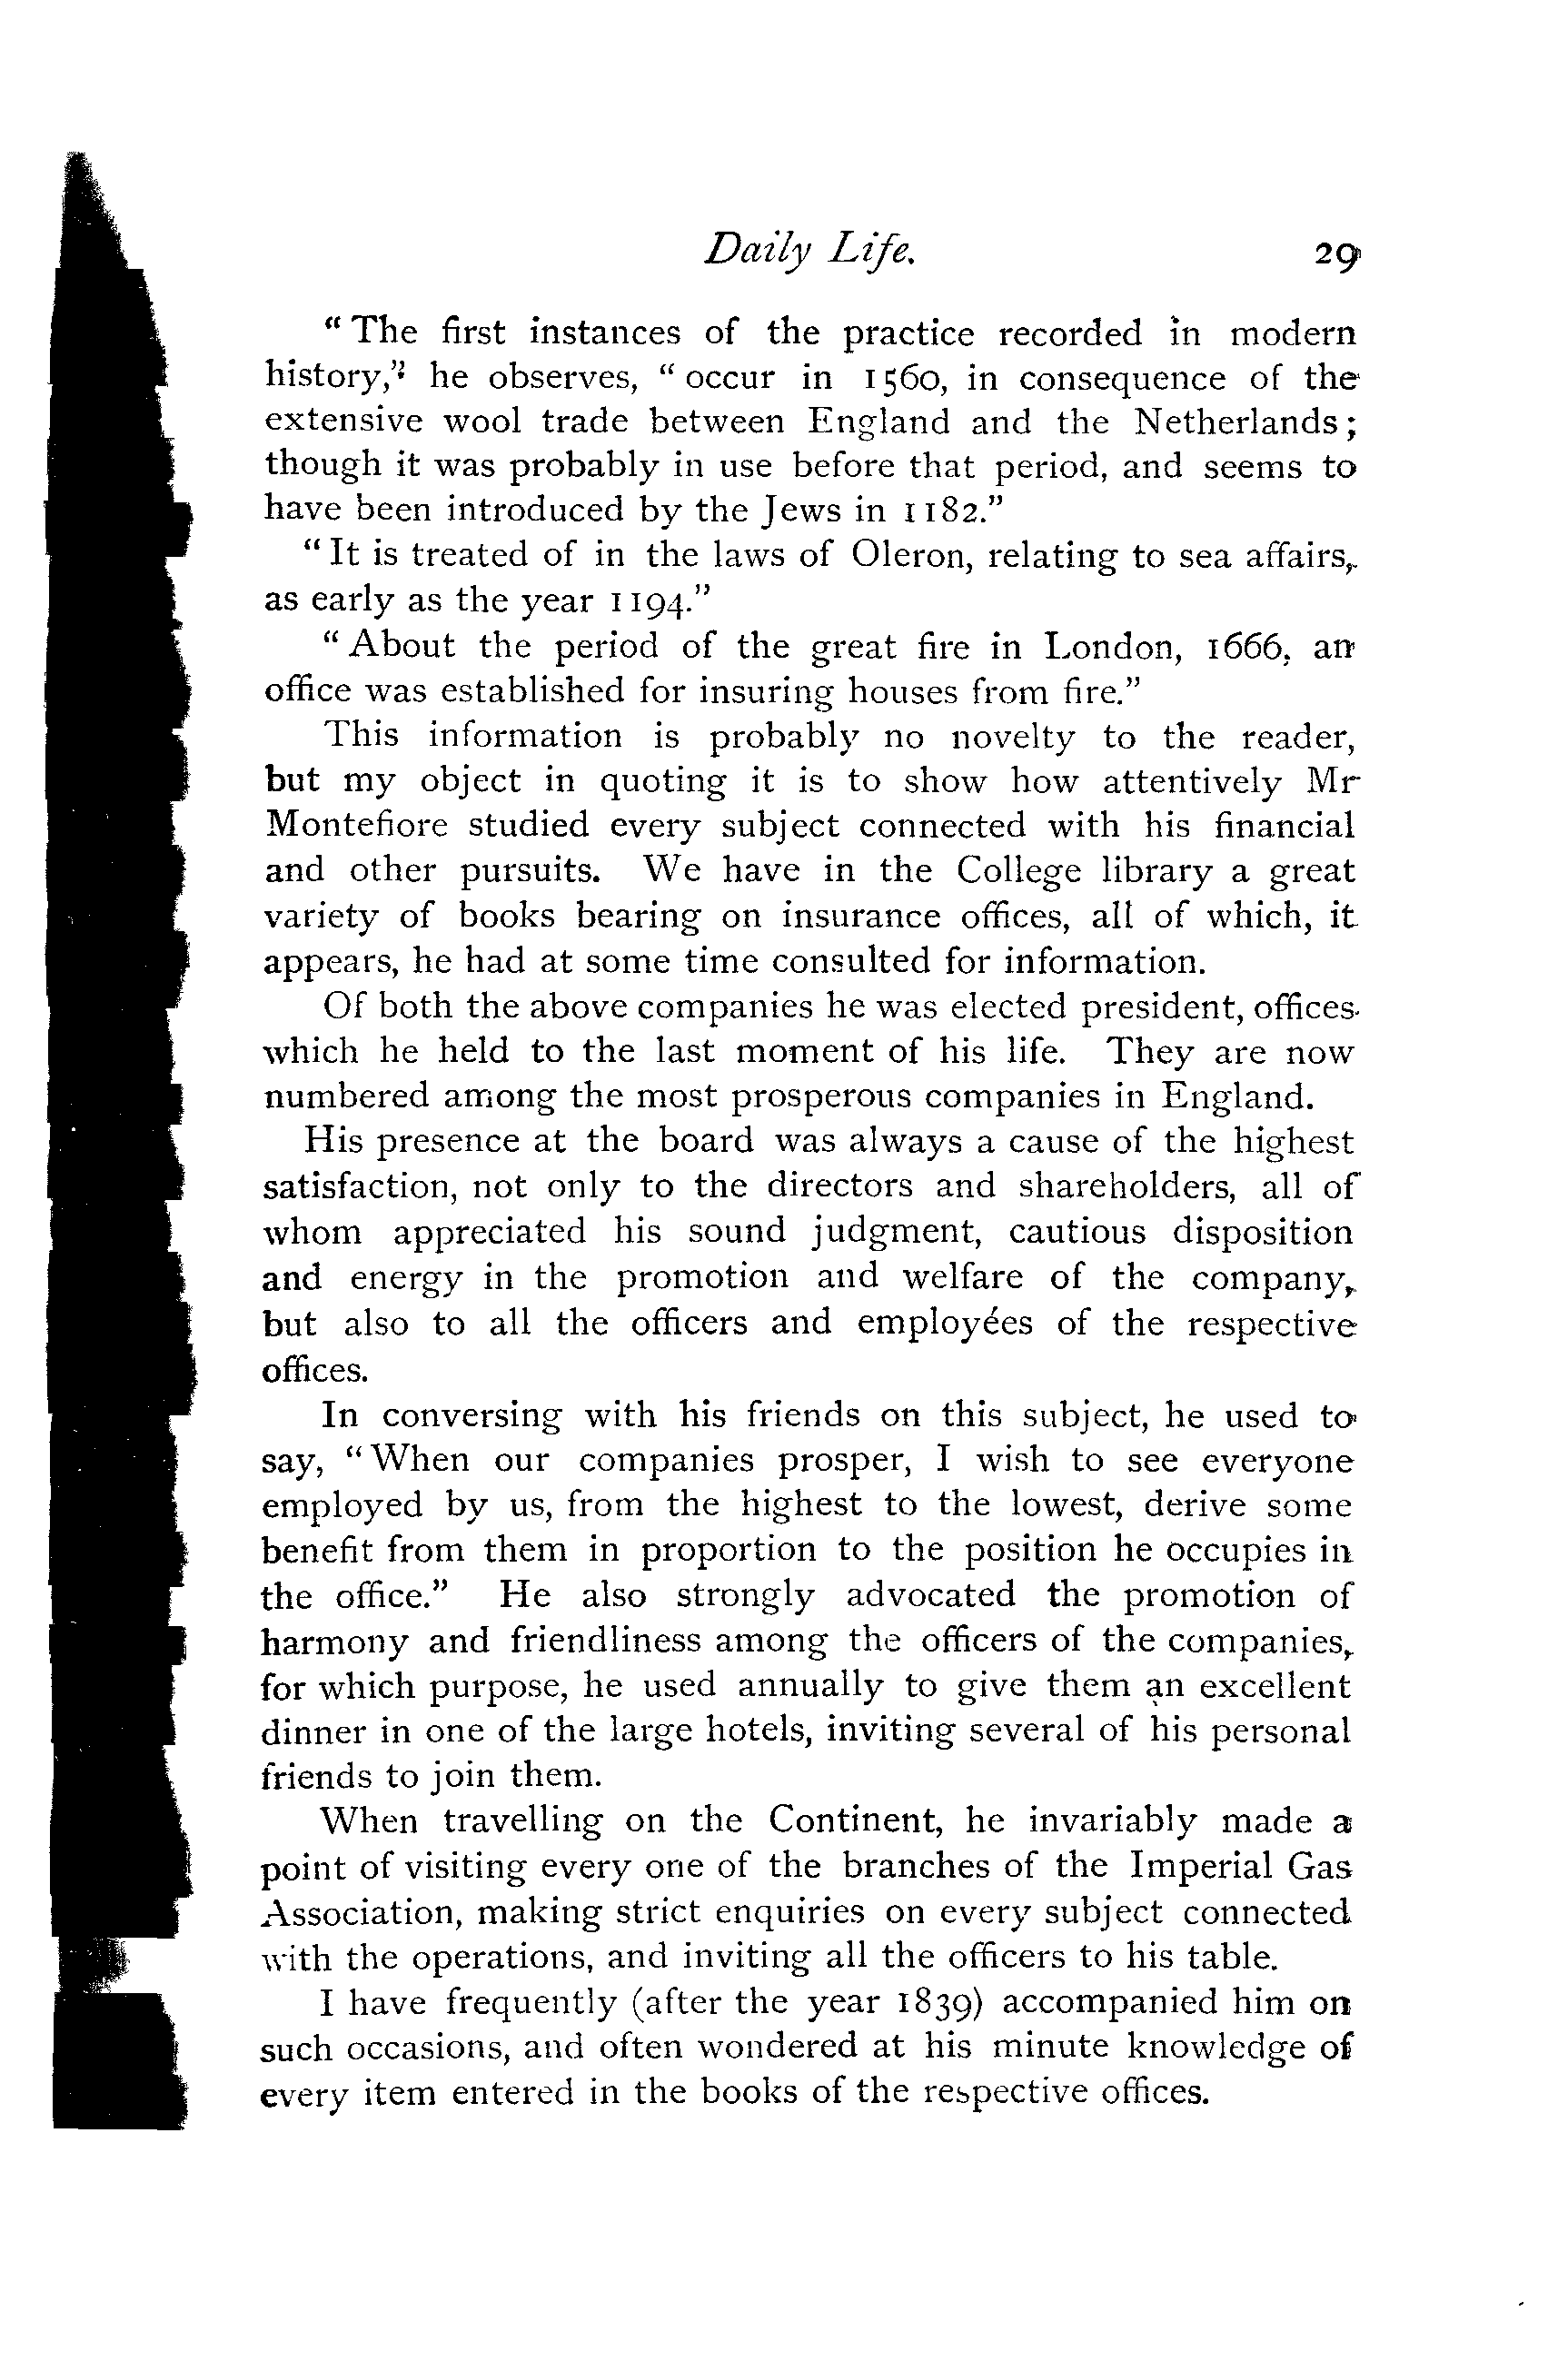 Daily Life. 29
“ The first instances of the practice recorded in modern
history,” he observes, “ occur in 1560, in consequence of the
extensive wool trade between England and the Netherlands;
though it was probably in use before that period, and seems to
have been introduced by the Jews in 1182.”
“ It is treated of in the laws of Oleron, relating to sea affairs,
as early as the year 1194.”
“ About the period of the great fire in London, 1666, an
office was established for insuring houses from fire.”
This information is probably no novelty to the reader,
but my object in quoting it is to show how attentively Mr
Montefiore studied every subject connected with his financial
and other pursuits. We have in the College library a great
variety of books bearing on insurance offices, all of which, it
appears, he had at some time consulted for information.
Of both the above companies he was elected president, offices
which he held to the last moment of his life. They are now
numbered among the most prosperous companies in England.
His presence at the board was always a cause of the highest
satisfaction, not only to the directors and shareholders, all of
whom appreciated his sound judgment, cautious disposition
and energy in the promotion and welfare of the company,
but also to all the officers and employées of the respective
offices.
In conversing with his friends on this subject, he used to
say, “When our companies prosper, I wish to see everyone
employed by us, from the highest to the lowest, derive some
benefit from them in proportion to the position he occupies in
the office.” He also strongly advocated the promotion of
harmony and friendliness among the officers of the companies,
for which purpose, he used annually to give them an excellent
dinner in one of the large hotels, inviting several of his personal
friends to join them.
When travelling on the Continent, he invariably made a
point of visiting every one of the branches of the Imperial Gas
Association, making strict enquiries on every subject connected
with the operations, and inviting all the officers to his table.
I have frequently (after the year 1839) accompanied him on
such occasions, and often wondered at his minute knowledge of
every item entered in the books of the respective offices.